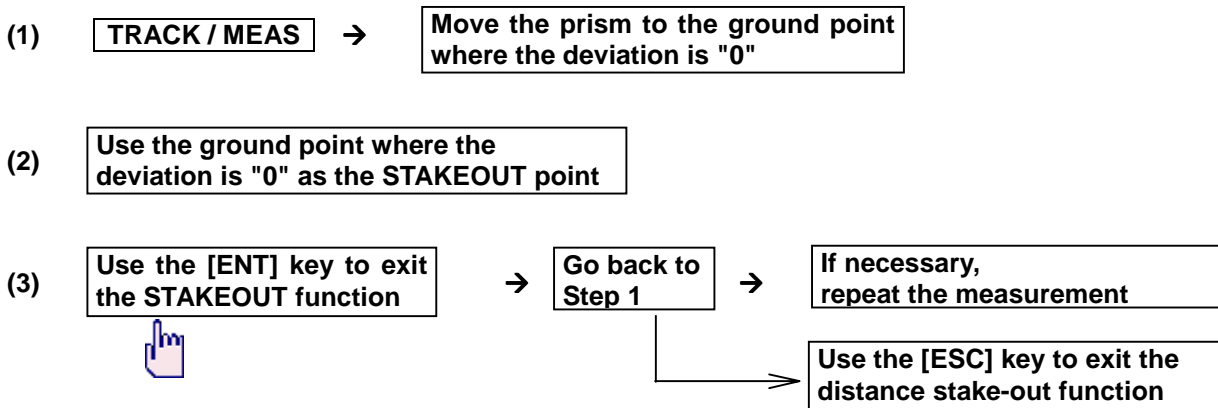 (1) TRACK / MEAS → Move the prism to the ground point
where the deviation is "0"
(2) Use the ground point where the
deviation is "0" as the STAKEOUT point
(3) Use the [ENT] key to exit
the STAKEOUT function
→ Go back to
Step 1
→ If necessary,
repeat the measurement
Use the [ESC] key to exit the
distance stake-out function